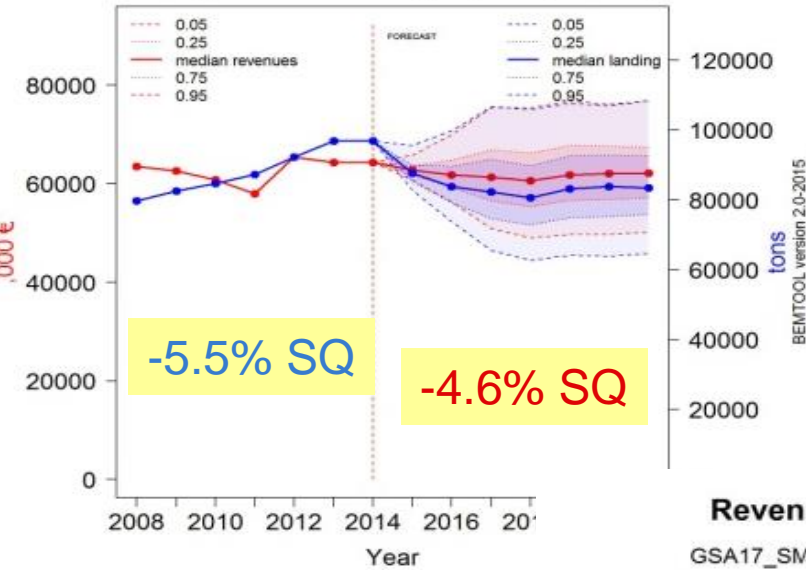 0.05
0.25
median revenues
0.75
0.95
FORECAST
0.05
0.25
median landing
0.75
0.95
80000
60000
40000
20000
0
,000 €
120000
100000
80000
60000
40000
20000
tons
BEMTOOL version 2.0-2015
-5.5% SQ
-4.6% SQ
2008 2010 2012 2014 2016
Year
Reven
GSA17_SM